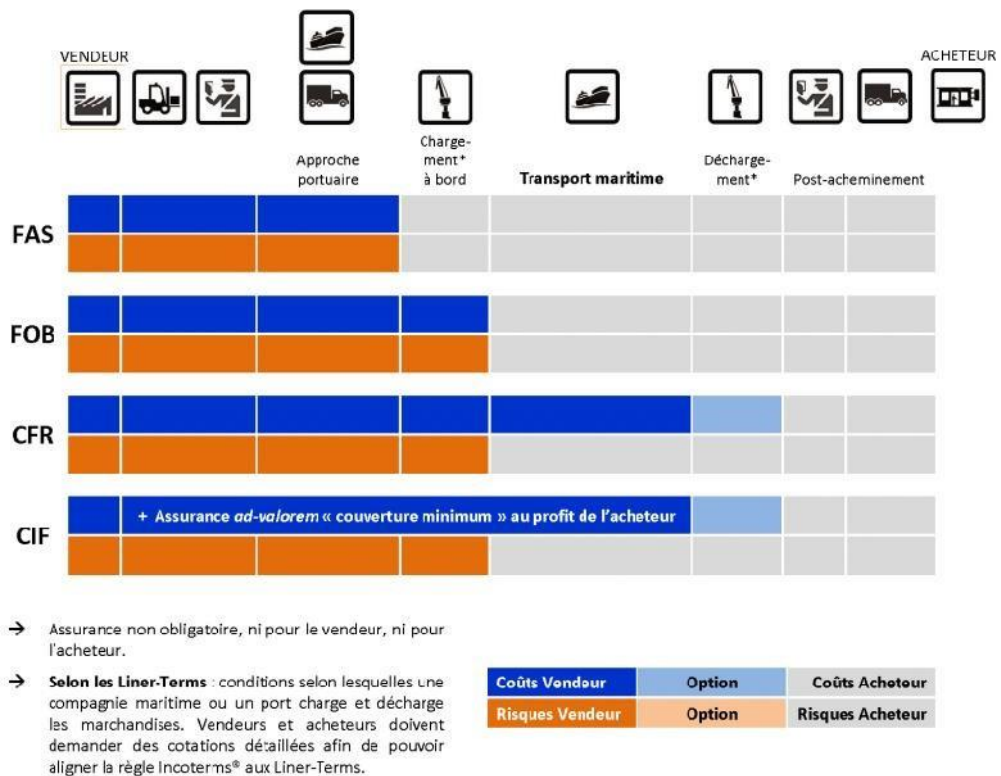 VENDEUR
ACHETEUR
Approche
portuaire
Charge-
ment*
à bord
Transport maritime
Décharge-
ment*
Post-acheminement
FAS
FOB
CFR
CIF
+ Assurance ad-valorem « couverture minimum » au profit de l'acheteur
→ Assurance non obligatoire, ni pour le vendeur, ni pour
l'acheteur.
→ Selon les Liner-Terms : conditions selon lesquelles une
compagnie maritime ou un port charge et décharge
les marchandises. Vendeurs et acheteurs doivent
demander des cotations détaillées afin de pouvoir
aligner la règle Incoterms® aux Liner-Terms.
Coûts Vendeur Option Coûts Acheteur
Risques Vendeur Option Risques Acheteur